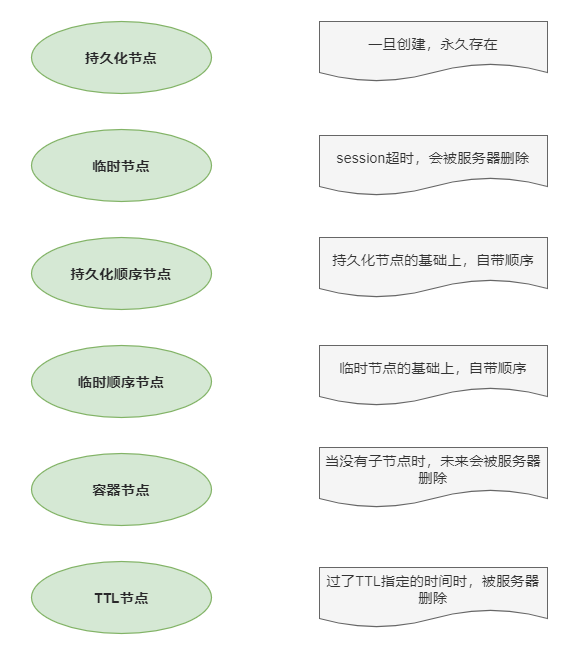 持久化节点
一旦创建，永久存在
临时节点
session超时，会被服务器删除
持久化顺序节点
持久化节点的基础上，自带顺序
临时顺序节点
临时节点的基础上，自带顺序
容器节点
当没有子节点时，未来会被服务器
删除
TTL节点
过了TTL指定的时间时，被服务器
删除